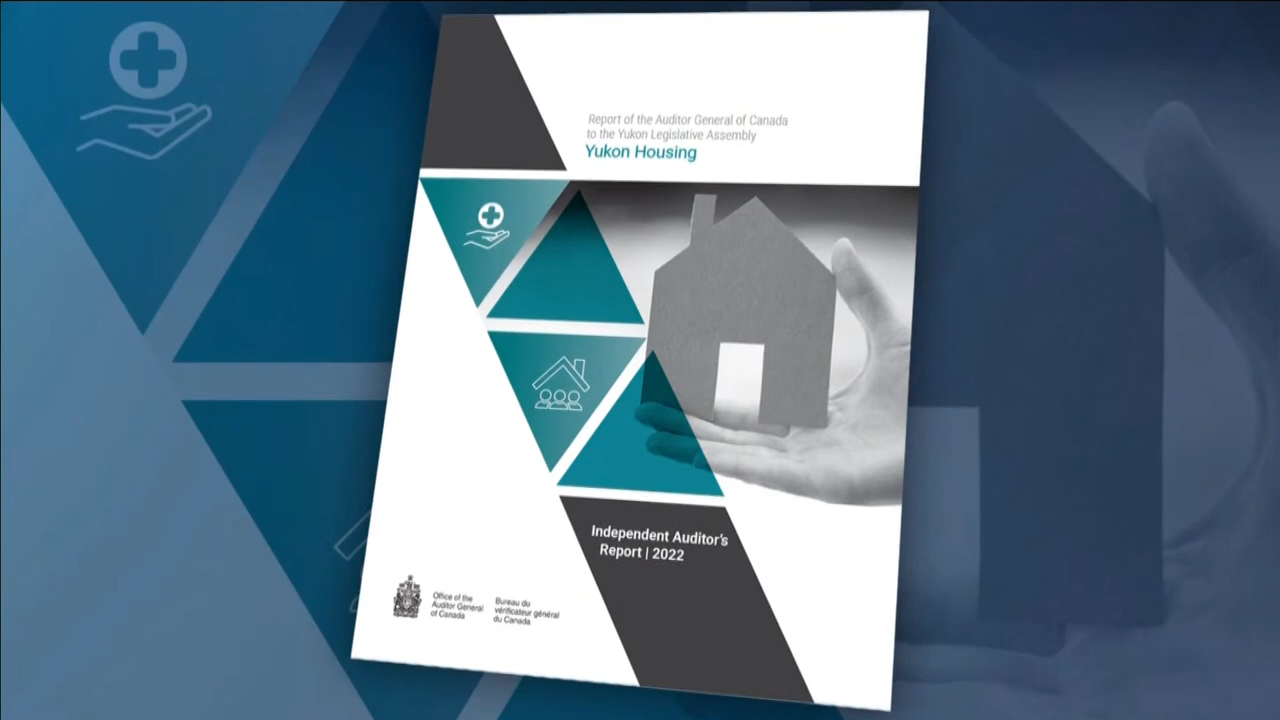 Report of the Auditor General of Canada
to the Yukon Legislative Assembly
Yukon Housing
Independent Auditor's
Report | 2022
Office of the
Auditor General
of Canada
Bureau du
vérificateur général
du Canada